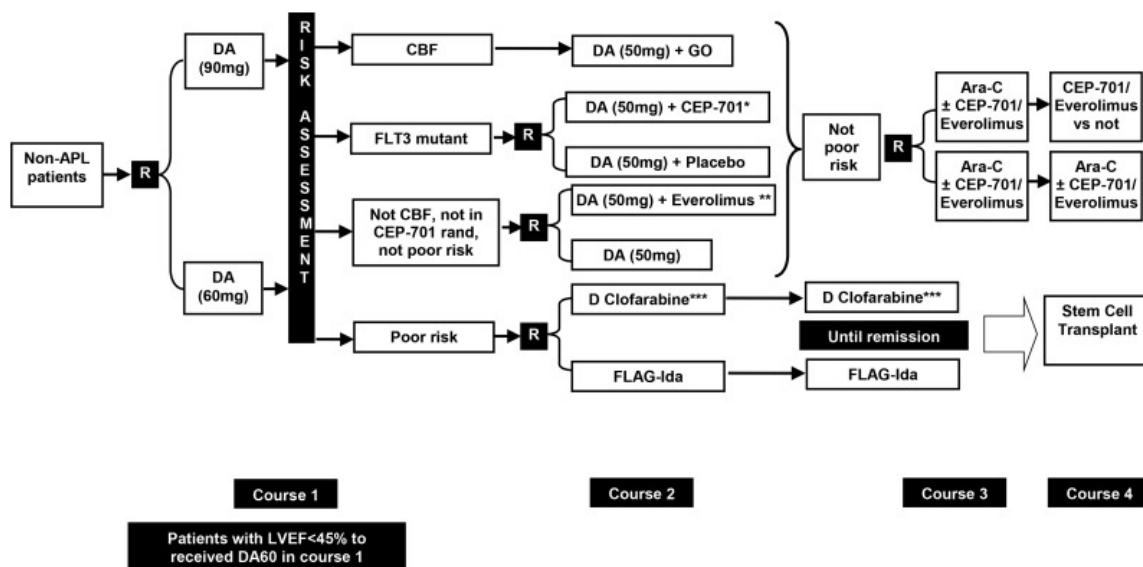 Non-APL
patients
R
DA
(90mg)
DA
(60mg)
RISK ASSESSMENT
CBF
DA (50mg) + GO
FLT3 mutant
R
DA (50mg) + CEP-701*
DA (50mg) + Placebo
Not CBF, not in
CEP-701 rand,
not poor risk
R
DA (50mg) + Everolimus **
DA (50mg)
Poor risk
R
D Clofarabine***
FLAG-Ida
D Clofarabine***
Until remission
FLAG-Ida
Not
poor
risk
R
Ara-C
± CEP-701/
Everolimus
CEP-701/
Everolimus
vs not
Ara-C
± CEP-701/
Everolimus
Ara-C
± CEP-701/
Everolimus
Stem Cell
Transplant
Course 1
Course 2
Course 3
Course 4
Patients with LVEF<45% to
received DA60 in course 1